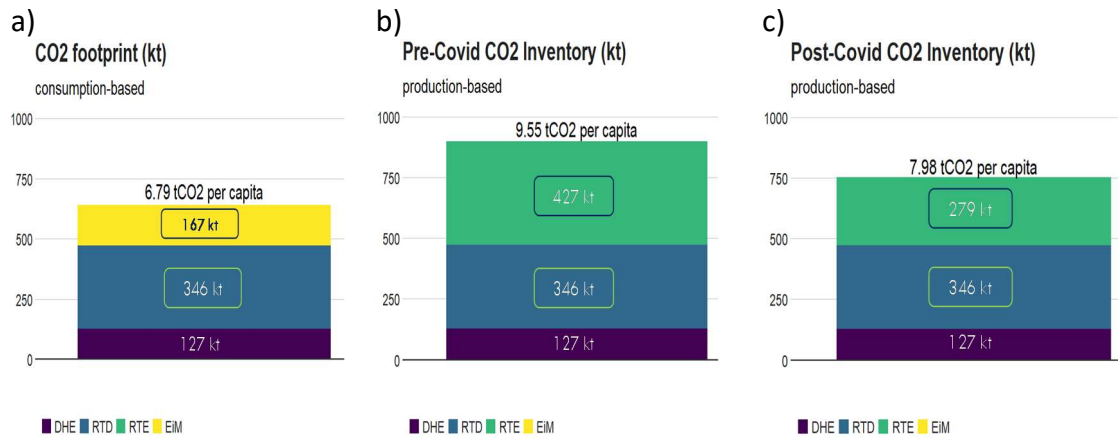 a)
CO2 footprint (kt)
consumption-based
1000
750
500
250
0
6.79 tCO2 per capita
167 kt
346 kt
127 kt
DHE RTD RTE EiM
b)
Pre-Covid CO2 Inventory (kt)
production-based
1000
750
500
250
0
9.55 tCO2 per capita
427 kt
346 kt
127 kt
DHE RTD RTE EiM
c)
Post-Covid CO2 Inventory (kt)
production-based
1000
750
500
250
0
7.98 tCO2 per capita
279 kt
346 kt
127 kt
DHE RTD RTE EiM